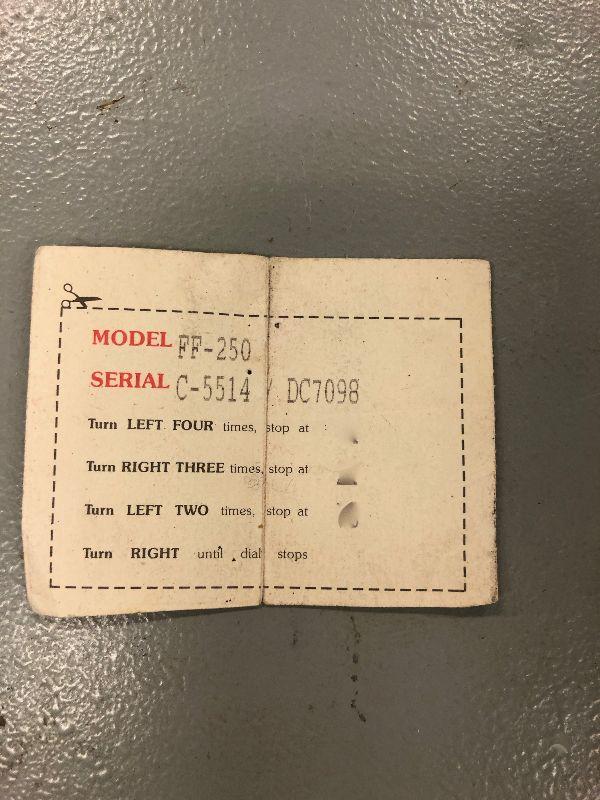 MODEL FF-250
SERIAL C-5514 / DC7098
Turn LEFT FOUR times, stop at
Turn RIGHT THREE times, stop at
Turn LEFT TWO times, stop at
Turn RIGHT until dial stops